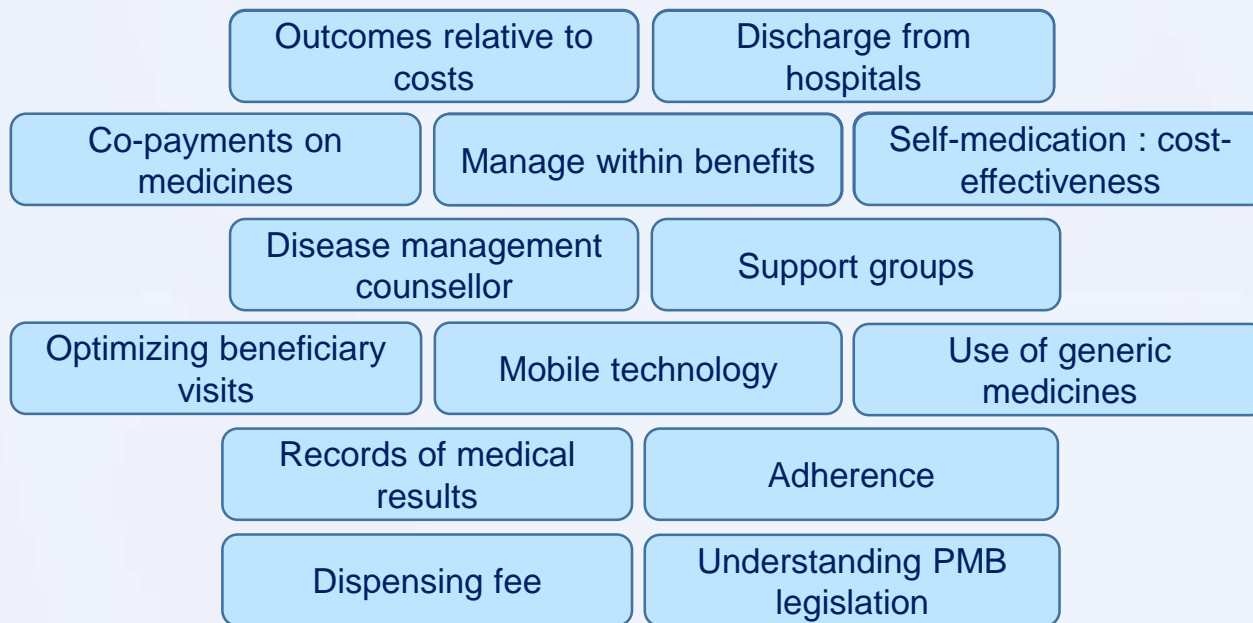 Outcomes relative to
costs
Discharge from
hospitals
Co-payments on
medicines
Manage within benefits
Self-medication : cost-
effectiveness
Disease management
counsellor
Support groups
Optimizing beneficiary
visits
Mobile technology
Use of generic
medicines
Records of medical
results
Adherence
Dispensing fee
Understanding PMB
legislation